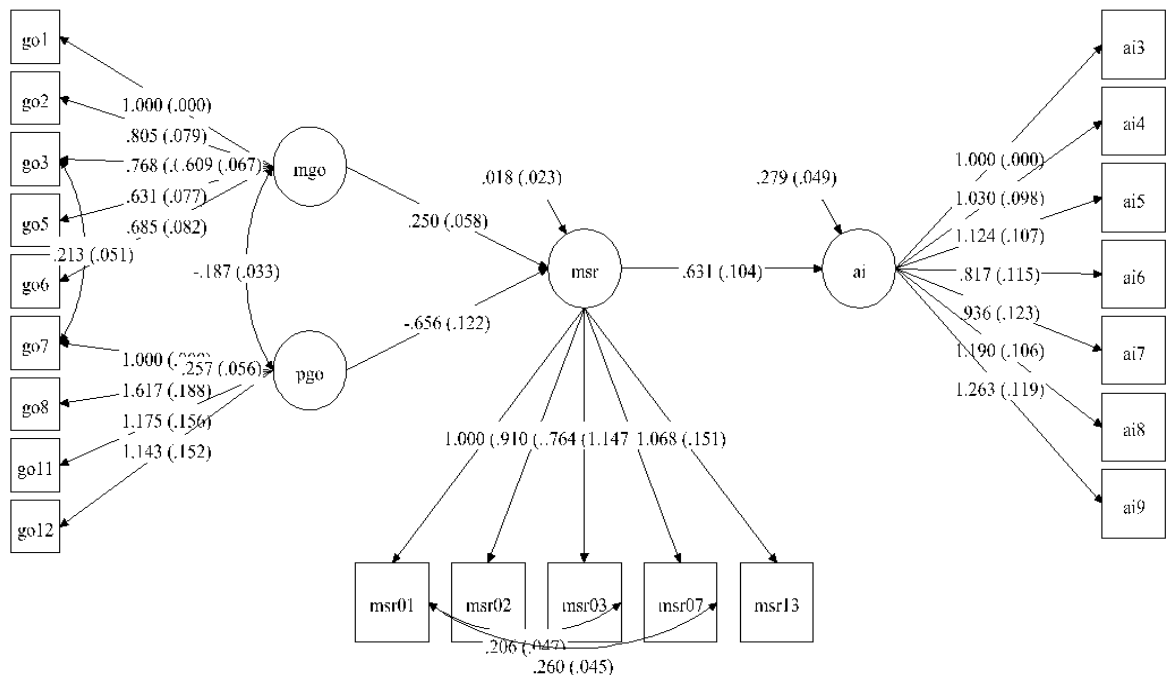 go1
go2
go3
go5
go6
go7
go8
go11
go12
1.000 (.000)
.805 (.079)
.768
.609 (.067)
.631 (.077)
.685 (.082)
.213 (.051)
-.187 (.033)
1.000
.257 (.056)
1.617 (.188)
1.175 (.156)
1.143 (.152)
mgo
pgo
.250 (.058)
-.656 (.122)
.018 (.023)
msr
.631 (.104)
.279 (.049)
ai
1.000 (.000)
1.030 (.098)
1.124 (.107)
.817 (.115)
.936 (.123)
1.190 (.106)
1.263 (.119)
ai3
ai4
ai5
ai6
ai7
ai8
ai9
1.000 (.910 (..764 (1.147 1.068 (.151)
msr01 msr02 msr03 msr07 msr13
.206 (.047)
.260 (.045)